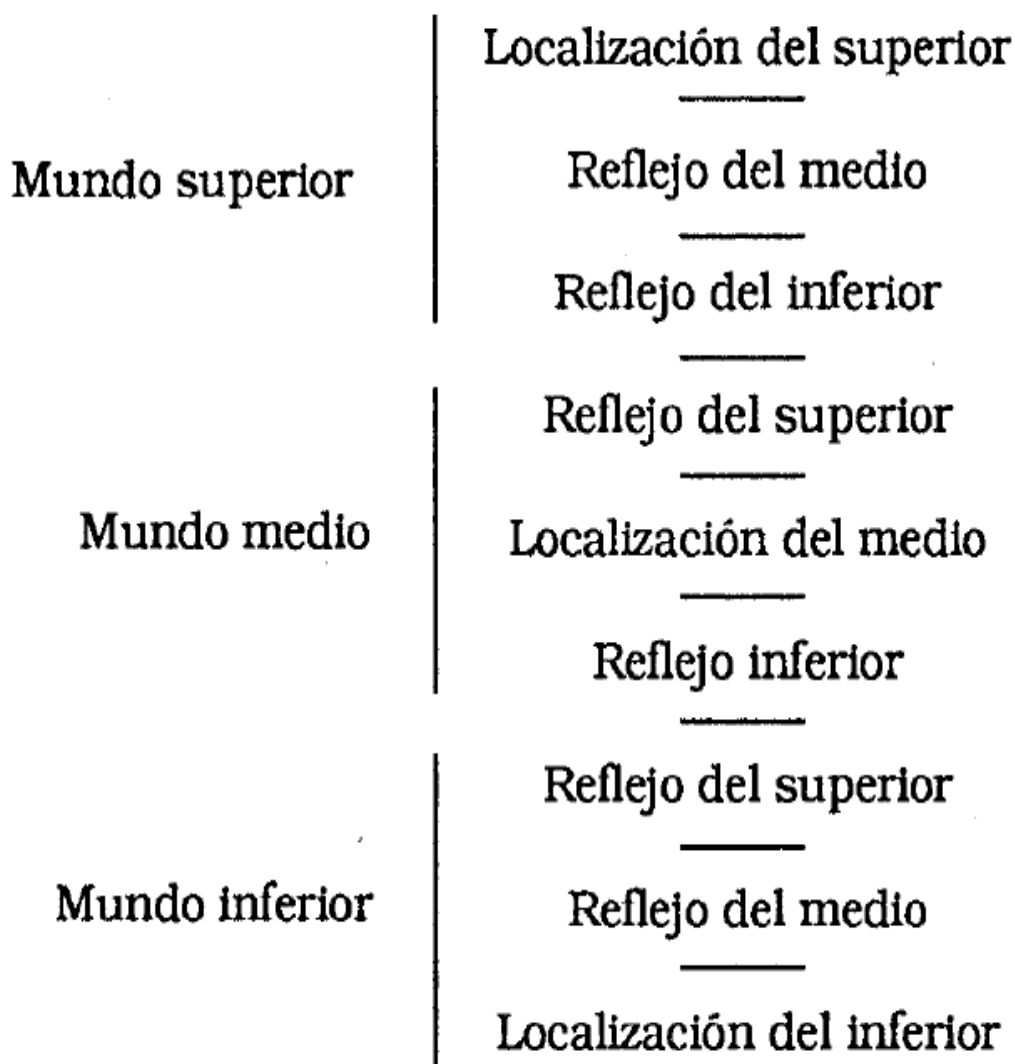 Localización del superior
Mundo superior
Reflejo del medio
Reflejo del inferior
Reflejo del superior
Mundo medio
Localización del medio
Reflejo inferior
Reflejo del superior
Mundo inferior
Reflejo del medio
Localización del inferior